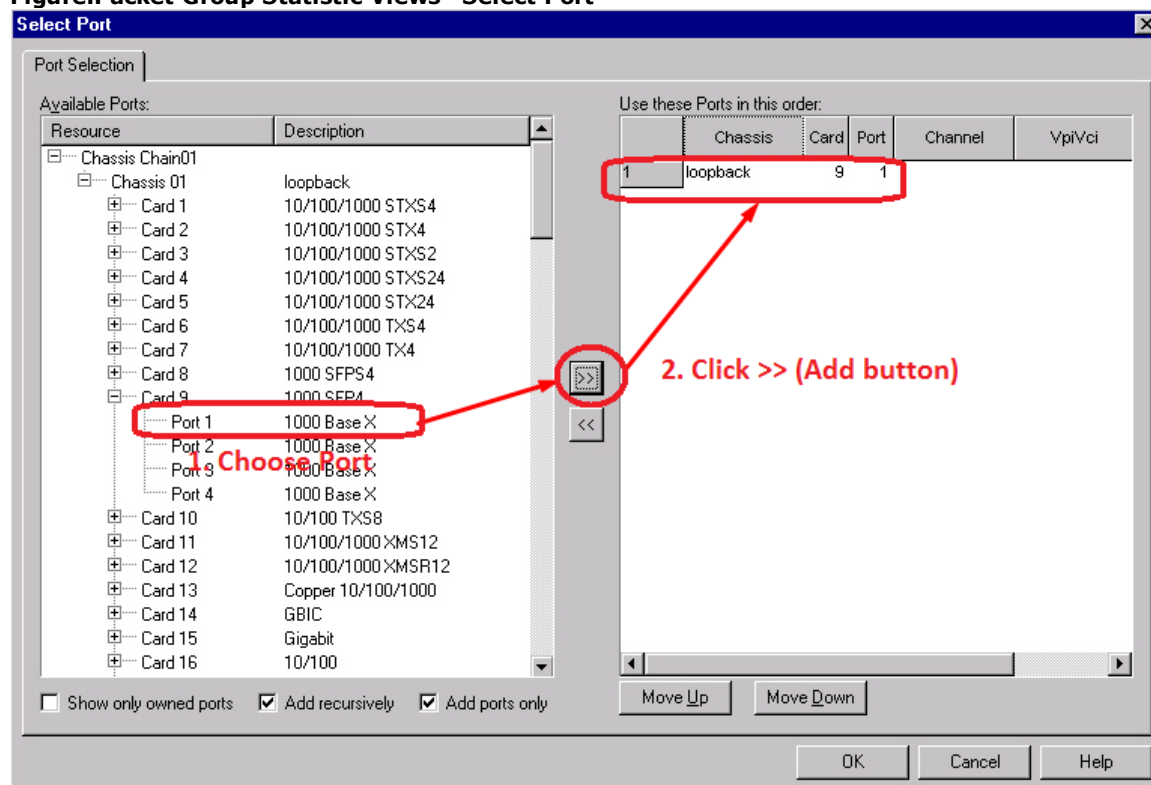 Figure:Packet Group Statistic Views - Select Port
Select Port
Port Selection
Available Ports:
Resource Description
Chassis Chain01
Chassis 01 loopback
Card 1 10/100/1000 STXS4
Card 2 10/100/1000 STX4
Card 3 10/100/1000 STXS2
Card 4 10/100/1000 STXS24
Card 5 10/100/1000 STX24
Card 6 10/100/1000 TXS4
Card 7 10/100/1000 TX4
Card 8 1000 SFPS4
Card 9 1000 SFP4
Port 1 1000 Base X
Port 2 1000 Base X
Port 3 1000 Base X
Port 4 1000 Base X
1. Choose Port
Card 10 10/100 TXS8
Card 11 10/100/1000 XMS12
Card 12 10/100/1000 XMSR12
Card 13 Copper 10/100/1000
Card 14 GBIC
Card 15 Gigabit
Card 16 10/100
Show only owned ports Add recursively Add ports only
>>
<<
2. Click >> (Add button)
Use these Ports in this order:
Chassis Card Port Channel VpiVci
1 loopback 9 1
Move Up Move Down
OK Cancel Help